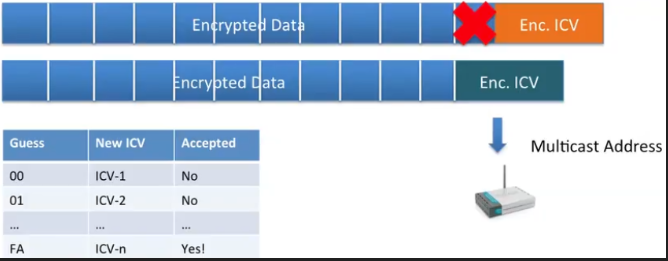 Encrypted Data Enc. ICV
Encrypted Data Enc. ICV
Multicast Address
Guess New ICV Accepted
00 ICV-1 No
01 ICV-2 No
... ... ...
FA ICV-n Yes!